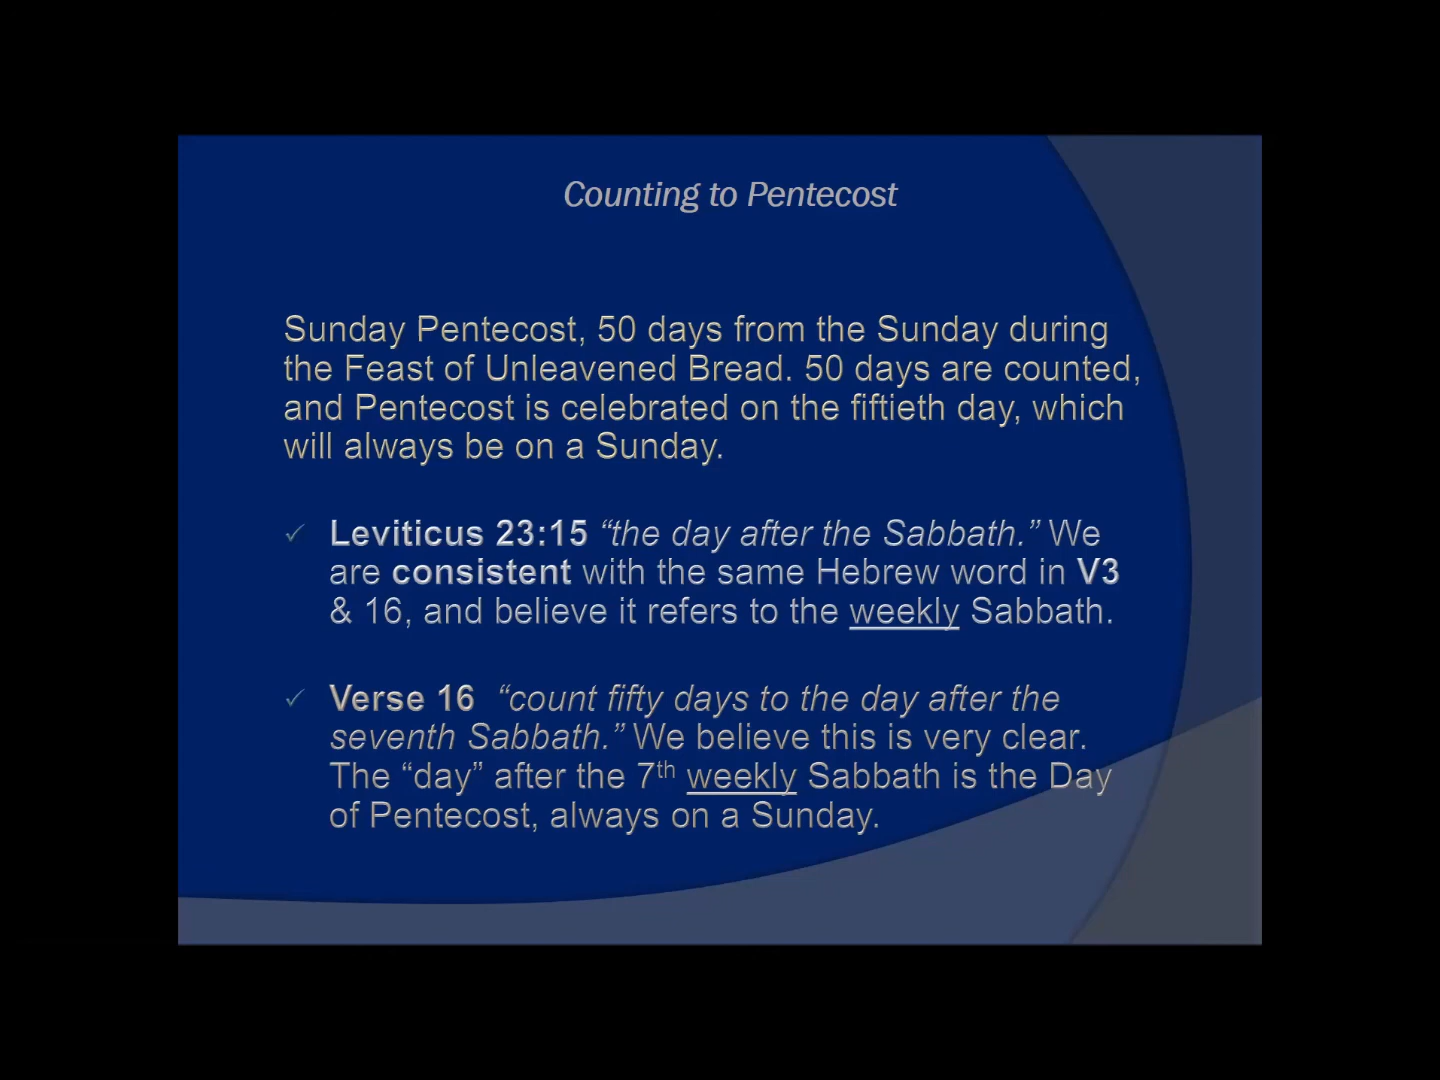 Counting to Pentecost
Sunday Pentecost, 50 days from the Sunday during
the Feast of Unleavened Bread. 50 days are counted,
and Pentecost is celebrated on the fiftieth day, which
will always be on a Sunday.
✓ Leviticus 23:15 “the day after the Sabbath.” We
are consistent with the same Hebrew word in V3
& 16, and believe it refers to the weekly Sabbath.
✓ Verse 16 “count fifty days to the day after the
seventh Sabbath.” We believe this is very clear.
The “day” after the 7th weekly Sabbath is the Day
of Pentecost, always on a Sunday.